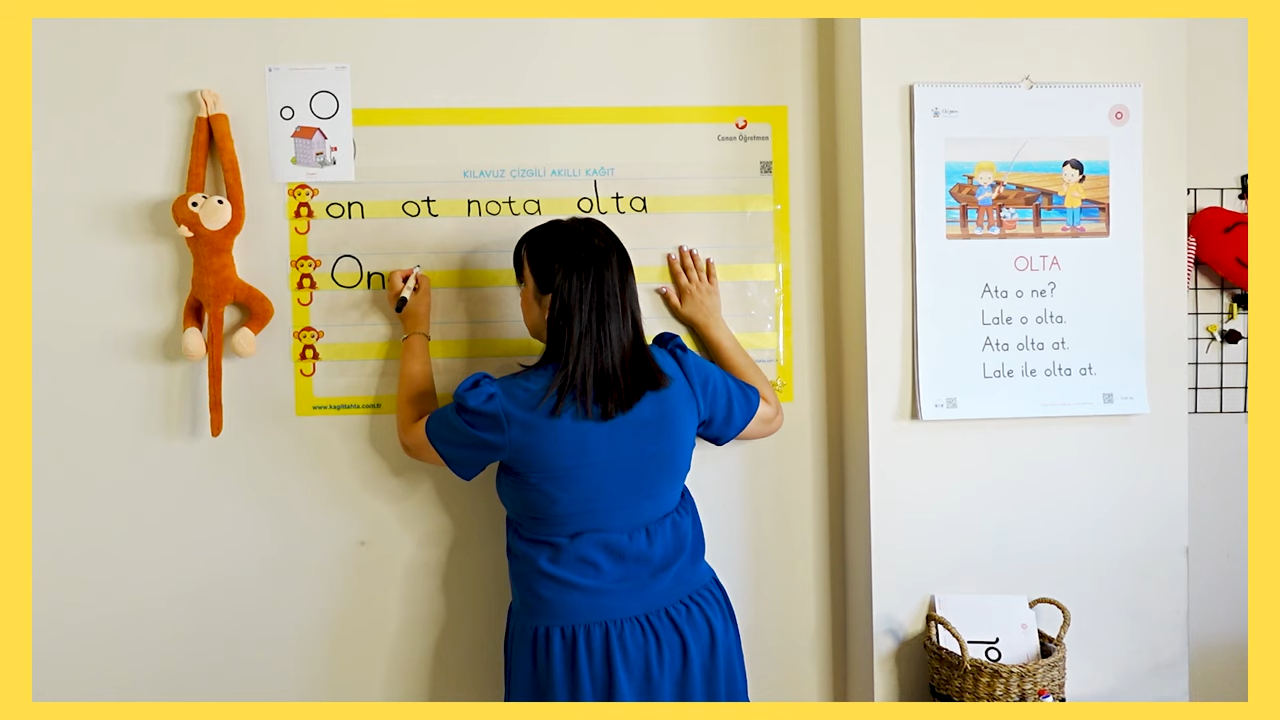 Canan Öğretmen
KILAVUZ ÇİZGİLİ AKILLI KAĞIT
on ot nota olta
On
www.kagittahta.com.tr
o
OLTA
Ata o ne?
Lale o olta.
Ata olta at.
Lale ile olta at.
ol